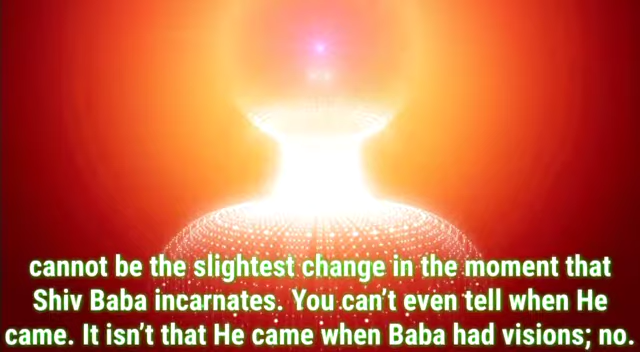 cannot be the slightest change in the moment that
Shiv Baba incarnates. You can't even tell when He
came. It isn't that He came when Baba had visions; no.